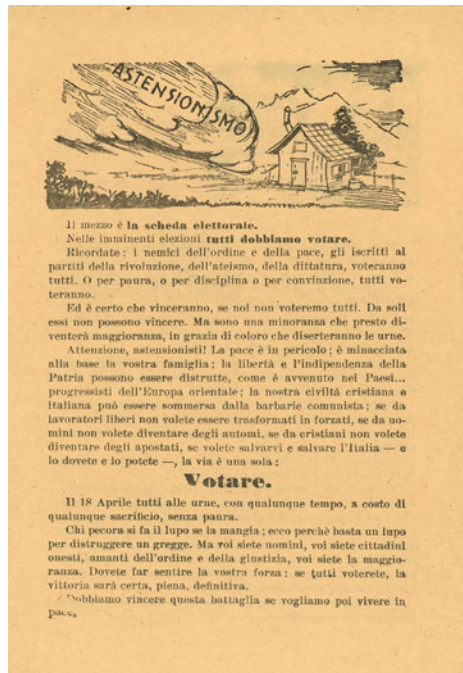 ASTENSIONISMO
Il mezzo é la scheda elettorale.
Nelle imminenti elezioni tutti dobbiamo votare.
Ricordate: i nemici dell'ordine e della pace, gli iscritti ai
partiti della rivoluzione, dell'ateismo, della dittatura, voteranno
tutti. O per paura, o per disciplina o per convinzione, tutti vo-
teranno.
Ed è certo che vinceranno, se noi non voteremo tutti. Da soli
essi non possono vincere. Ma sono una minoranza che presto di-
venterà maggioranza, in grazia di coloro che diserteranno le urne.
Attenzione, astensionisti! La pace è in pericolo; è minacciata
alla base la vostra famiglia; la libertà e l'indipendenza della
Patria possono essere distrutte, come è avvenuto nei Paesi...
progressisti dell'Europa orientale; la nostra civiltà cristiana e
italiana può essere sommersa dalla barbarie comunista; se da
lavoratori liberi non volete essere trasformati in forzati, se da uo-
mini non volete diventare degli automi, se da cristiani non volete
diventare degli apostati, se volete salvarvi e salvare l'Italia — e
lo dovete e lo potete —, la via è una sola:
Votare.
Il 18 Aprile tutti alle urne, con qualunque tempo, a costo di
qualunque sacrificio, senza paura.
Chi pecora si fa il lupo se la mangia; ecco perchè basta un lupo
per distruggere un gregge. Ma voi siete uomini, voi siete cittadini
onesti, amanti dell'ordine e della giustizia, voi siete la maggio-
ranza. Dovete far sentire la vostra forza: se tutti voterete, la
vittoria sarà certa, piena, definitiva.
Dobbiamo vincere questa battaglia se vogliamo poi vivere in
pace.